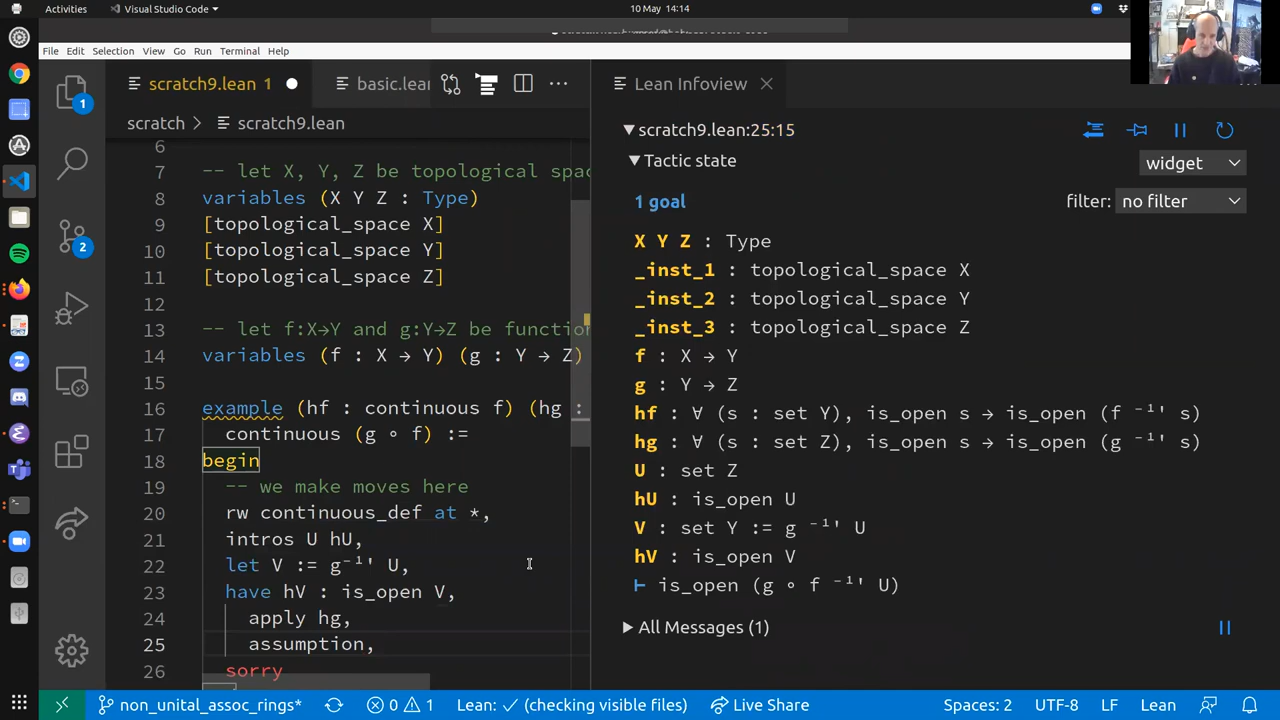 Activities
Visual Studio Code
10 May 14:14
File Edit Selection View Go Run Terminal Help
scratch9.lean 1
basic.lear
Lean Infoview
scratch > scratch9.lean
scratch9.lean:25:15
Tactic state
widget
1 goal
filter: no filter
X Y Z : Type
_inst_1 : topological_space X
_inst_2 : topological_space Y
_inst_3 : topological_space Z
f : X → Y
g : Y → Z
hf : ∀ (s : set Y), is_open s → is_open (f ⁻¹' s)
hg : ∀ (s : set Z), is_open s → is_open (g ⁻¹' s)
U : set Z
hU : is_open U
V : set Y := g ⁻¹' U
hV : is_open V
⊢ is_open (g ∘ f ⁻¹' U)
All Messages (1)
6
7 -- let X, Y, Z be topological spac
8 variables (X Y Z : Type)
9 [topological_space X]
10 [topological_space Y]
11 [topological_space Z]
12
13 -- let f:X→Y and g:Y→Z be function
14 variables (f : X → Y) (g : Y → Z)
15
16 example (hf : continuous f) (hg :
17 continuous (g ∘ f) :=
18 begin
19 -- we make moves here
20 rw continuous_def at *,
21 intros U hU,
22 let V := g⁻¹' U,
23 have hV : is_open V,
24 apply hg,
25 assumption,
26 sorry
1
2
non_unital_assoc_rings*
0 1
Lean: ✓ (checking visible files)
Live Share
Spaces: 2
UTF-8
LF
Lean